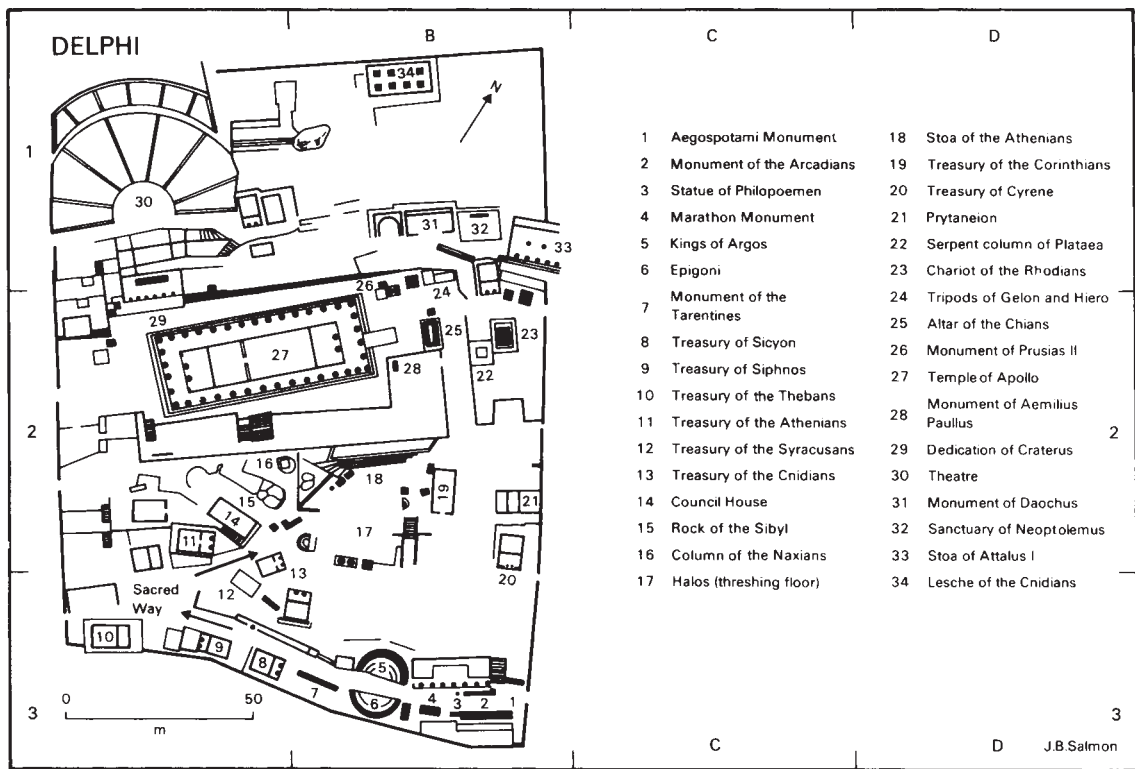 DELPHI
B
C
D
34
N
1
30
31
32
33
26
24
29
25
23
27
28
22
2
16
18
15
19
21
14
17
11
13
20
12
Sacred
Way
10
9
8
5
7
6
4
3
2
1
0
50
m
3
1 Aegospotami Monument
2 Monument of the Arcadians
3 Statue of Philopoemen
4 Marathon Monument
5 Kings of Argos
6 Epigoni
7 Monument of the
Tarentines
8 Treasury of Sicyon
9 Treasury of Siphnos
10 Treasury of the Thebans
11 Treasury of the Athenians
12 Treasury of the Syracusans
13 Treasury of the Cnidians
14 Council House
15 Rock of the Sibyl
16 Column of the Naxians
17 Halos (threshing floor)
18 Stoa of the Athenians
19 Treasury of the Corinthians
20 Treasury of Cyrene
21 Prytaneion
22 Serpent column of Plataea
23 Chariot of the Rhodians
24 Tripods of Gelon and Hiero
25 Altar of the Chians
26 Monument of Prusias II
27 Temple of Apollo
28 Monument of Aemilius
Paullus
29 Dedication of Craterus
30 Theatre
31 Monument of Daochus
32 Sanctuary of Neoptolemus
33 Stoa of Attalus I
34 Lesche of the Cnidians
2
3
C
D
J.B.Salmon